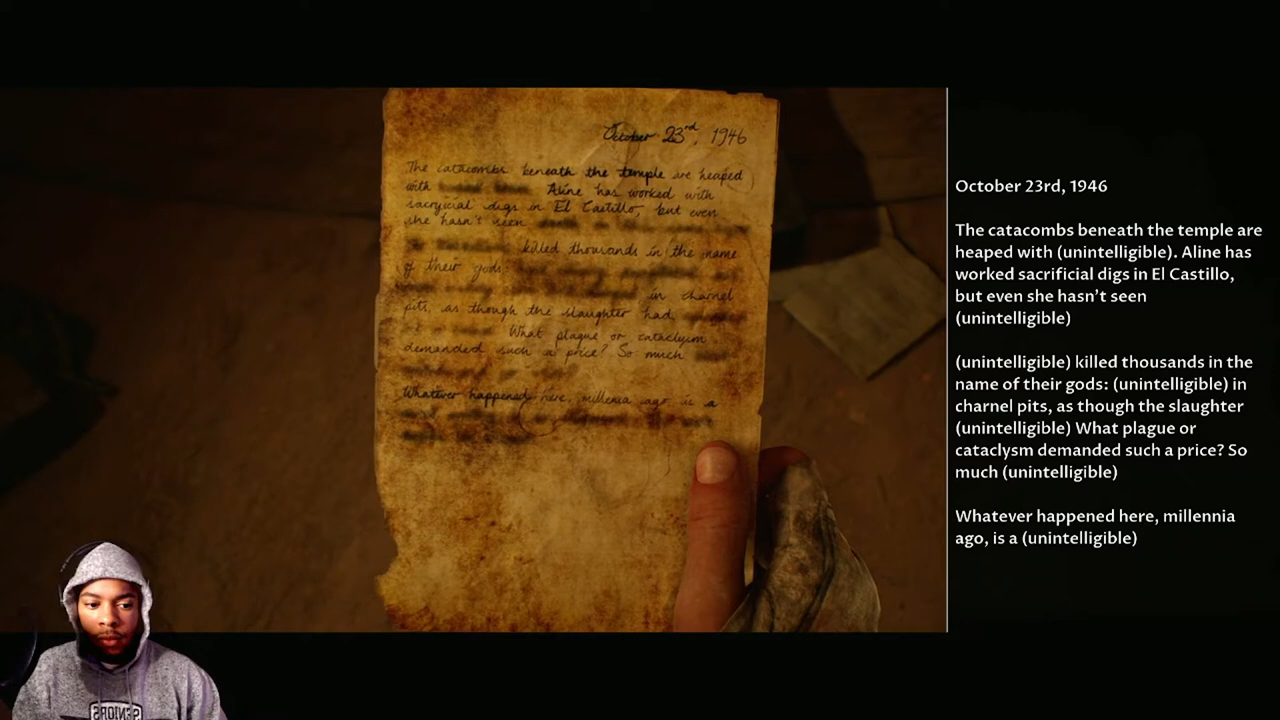 October 23rd, 1946
The catacombs beneath the temple are heaped
with Aline has worked with
sacrificial digs in El Castillo, but even
she hasn't seen
killed thousands in the name
of their gods:
in charnel
pits, as though the slaughter had
What plague or cataclysm
demanded such a price? So much
Whatever happened here, millenia ago, is a
October 23rd, 1946
The catacombs beneath the temple are
heaped with (unintelligible). Aline has
worked sacrificial digs in El Castillo,
but even she hasn't seen
(unintelligible)
(unintelligible) killed thousands in the
name of their gods: (unintelligible) in
charnel pits, as though the slaughter
(unintelligible) What plague or
cataclysm demanded such a price? So
much (unintelligible)
Whatever happened here, millennia
ago, is a (unintelligible)
SENIORS